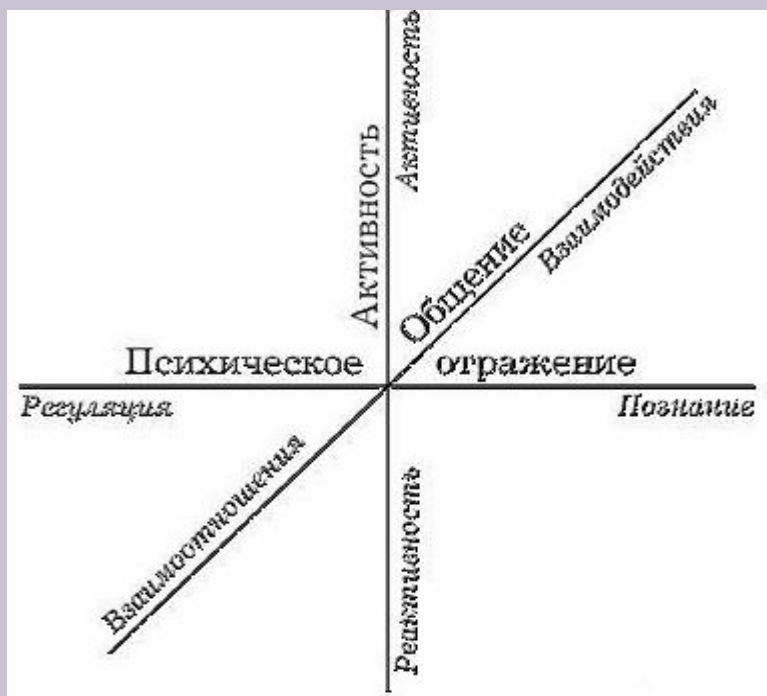 Активность
Активность
Общение
Взаимодействия
Психическое отражение
Регуляция
Познание
Взаимоотношения
Реактивность